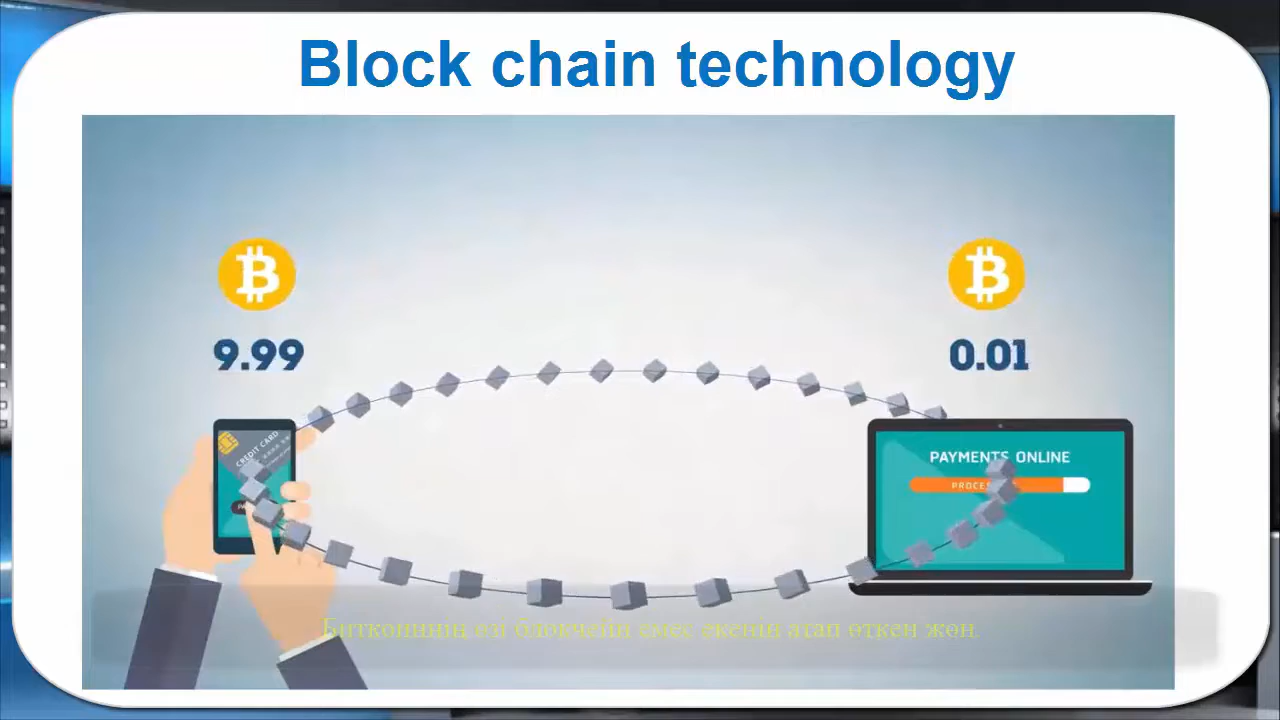 Block chain technology
9.99
0.01
CREDIT CARD
PAYMENTS ONLINE
PROCES
Биткоиннің өзі блокчейн емес екенін атап өткен жөн.